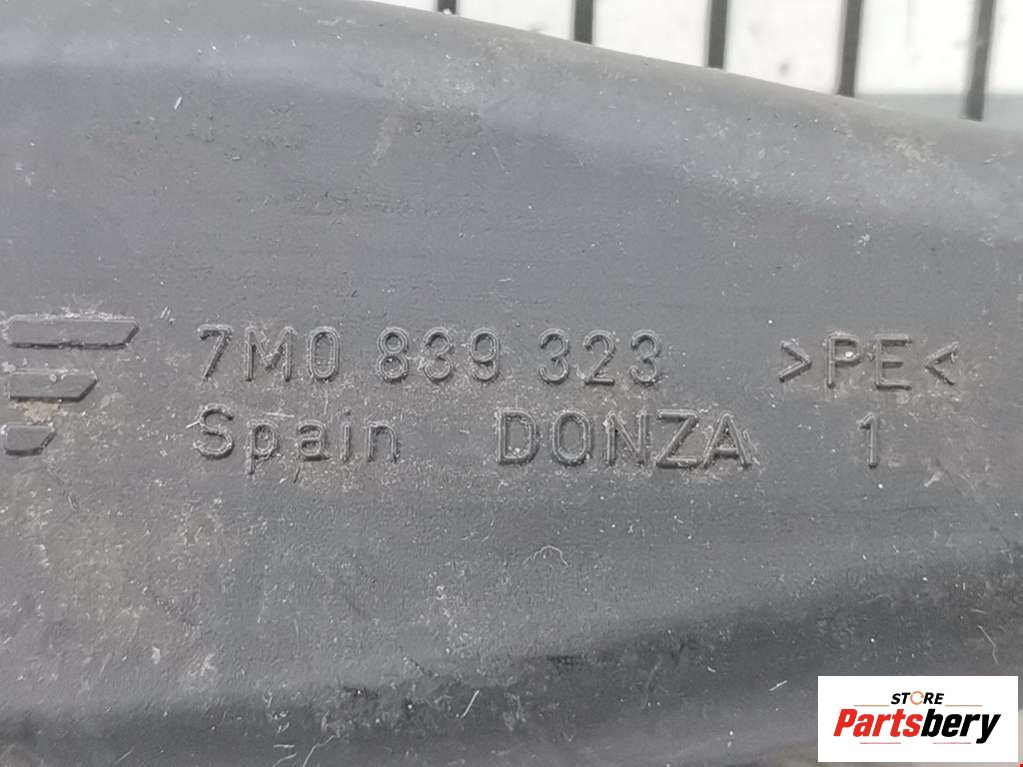 7M0 839 323 >PE<
Spain DONZA 1
STORE
Partsbery